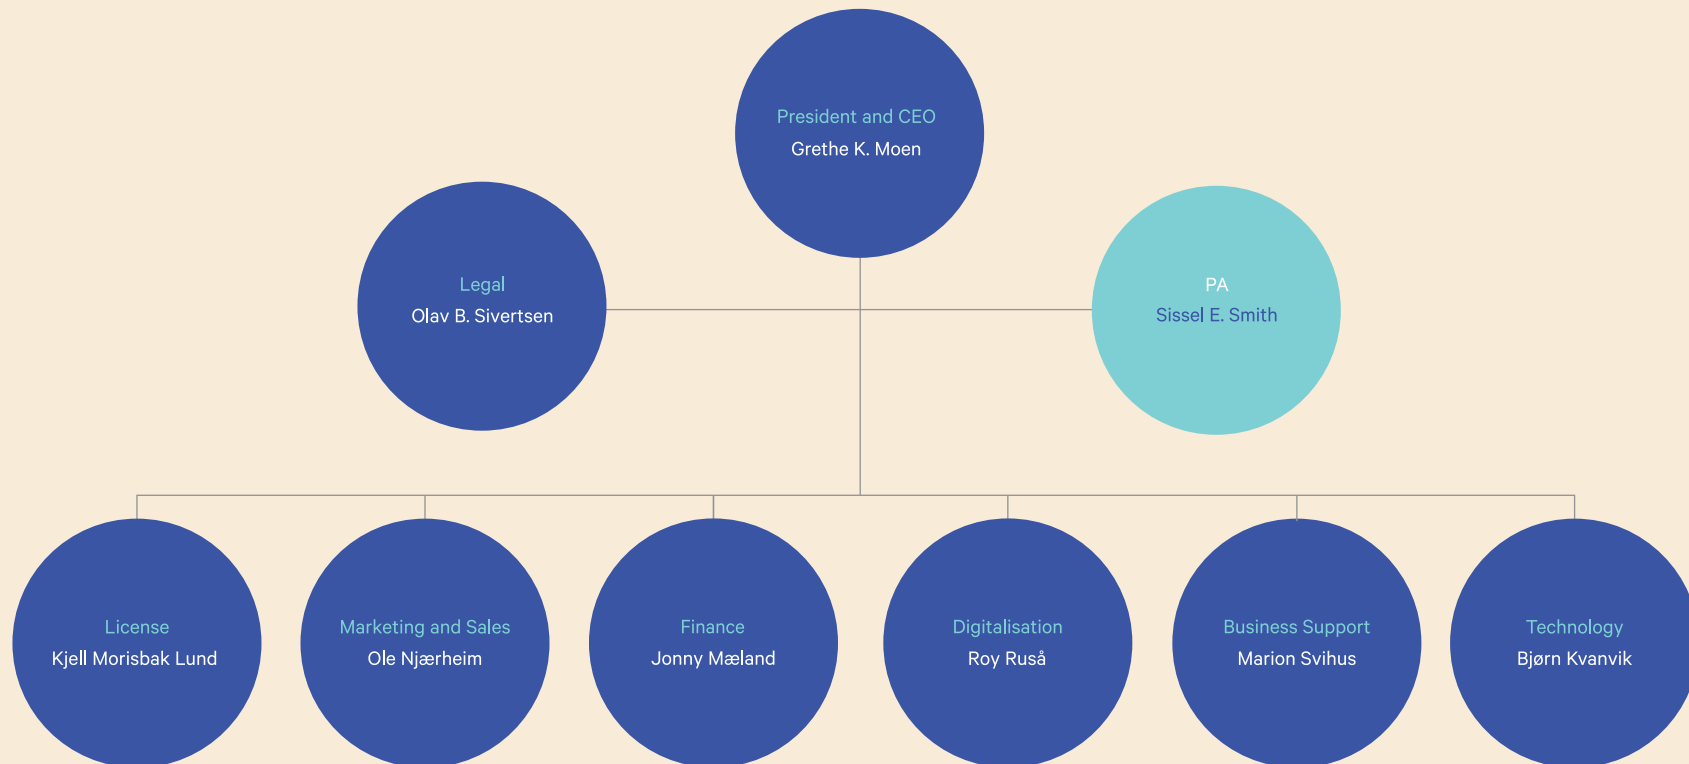 President and CEO
Grethe K. Moen
Legal
Olav B. Sivertsen
PA
Sissel E. Smith
License
Kjell Morisbak Lund
Marketing and Sales
Ole Njærheim
Finance
Jonny Mæland
Digitalisation
Roy Ruså
Business Support
Marion Svihus
Technology
Bjørn Kvanvik